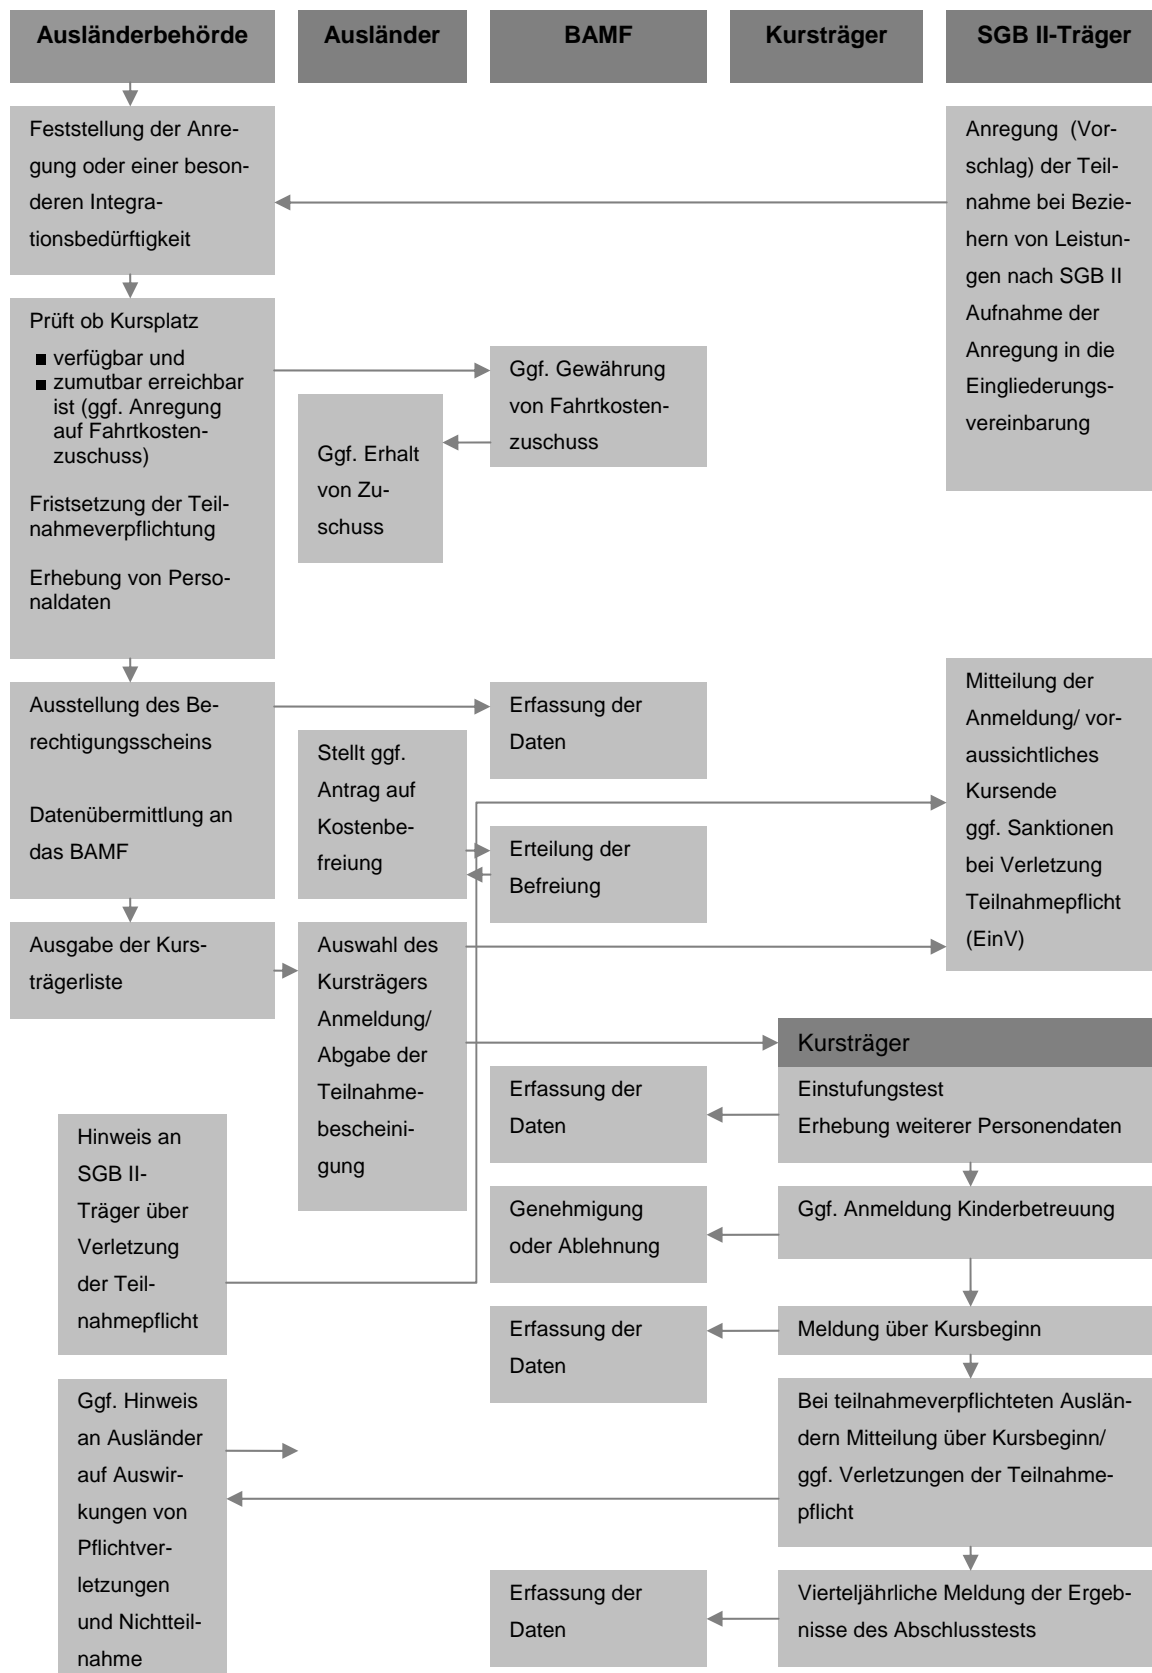 Ausländerbehörde
Ausländer
BAMF
Kursträger
SGB II-Träger
Feststellung der Anre-
gung oder einer beson-
deren Integra-
tionsbedürftigkeit
Anregung (Vor-
schlag) der Teil-
nahme bei Bezie-
hern von Leistun-
gen nach SGB II
Aufnahme der
Anregung in die
Eingliederungs-
vereinbarung
Prüft ob Kursplatz
■ verfügbar und
■ zumutbar erreichbar
ist (ggf. Anregung
auf Fahrtkosten-
zuschuss)
Fristsetzung der Teil-
nahmeverpflichtung
Erhebung von Perso-
naldaten
Ggf. Gewährung
von Fahrtkosten-
zuschuss
Ggf. Erhalt
von Zu-
schuss
Ausstellung des Be-
rechtigungsscheins
Datenübermittlung an
das BAMF
Erfassung der
Daten
Stellt ggf.
Antrag auf
Kostenbe-
freiung
Erteilung der
Befreiung
Mitteilung der
Anmeldung/ vor-
aussichtliches
Kursende
ggf. Sanktionen
bei Verletzung
Teilnahmepflicht
(EinV)
Ausgabe der Kurs-
trägerliste
Auswahl des
Kursträgers
Anmeldung/
Abgabe der
Teilnahme-
bescheini-
gung
Kursträger
Einstufungstest
Erhebung weiterer Personendaten
Erfassung der
Daten
Hinweis an
SGB II-
Träger über
Verletzung
der Teil-
nahmepflicht
Genehmigung
oder Ablehnung
Ggf. Anmeldung Kinderbetreuung
Erfassung der
Daten
Meldung über Kursbeginn
Ggf. Hinweis
an Ausländer
auf Auswir-
kungen von
Pflichtver-
letzungen
und Nichtteil-
nahme
Bei teilnahmeverpflichteten Auslän-
dern Mitteilung über Kursbeginn/
ggf. Verletzungen der Teilnahme-
pflicht
Erfassung der
Daten
Vierteljährliche Meldung der Ergeb-
nisse des Abschlusstests